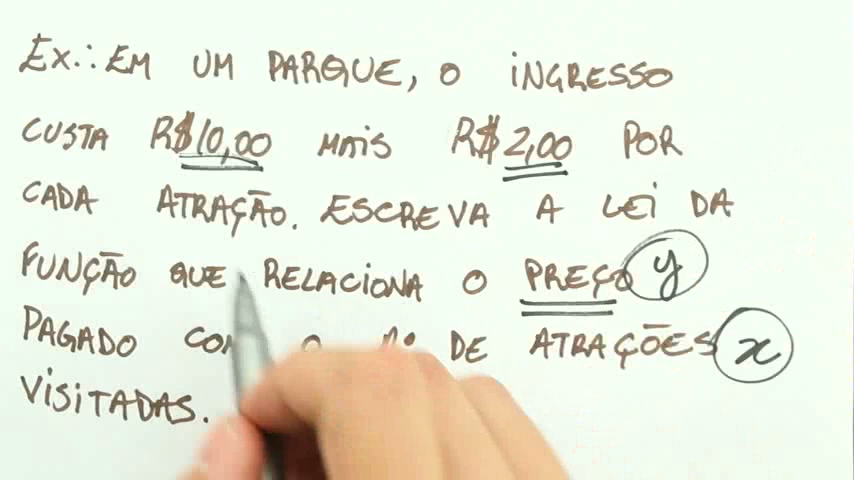 Ex.: EM UM PARQUE, O INGRESSO
CUSTA R$10,00 MAIS R$2,00 POR
CADA ATRAÇÃO. ESCREVA A LEI DA
FUNÇÃO QUE RELACIONA O PREÇO y
PAGADO DE ATRAÇÕES x
VISITADAS.